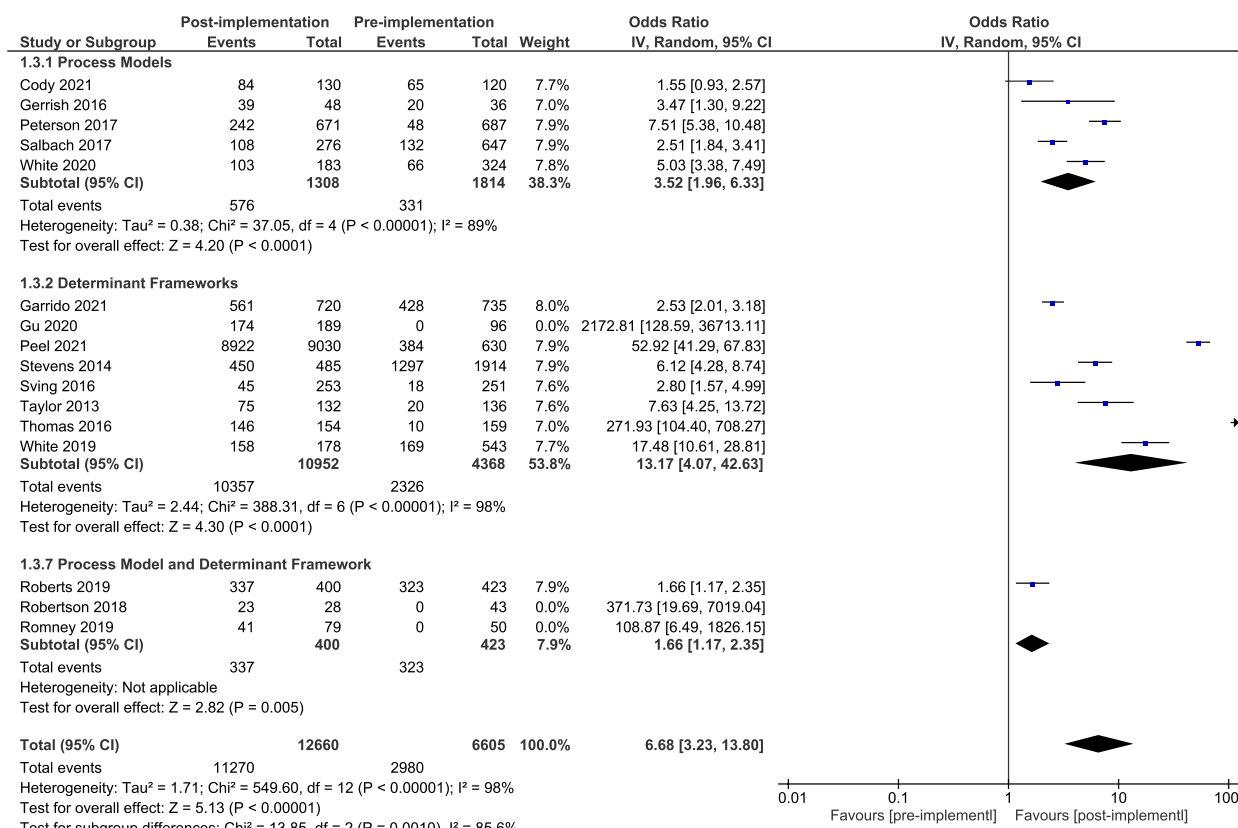 Post-implementation Pre-implementation Odds Ratio Odds Ratio
Study or Subgroup Events Total Events Total Weight IV, Random, 95% CI IV, Random, 95% CI
1.3.1 Process Models
Cody 2021 84 130 65 120 7.7% 1.55 [0.93, 2.57]
Gerrish 2016 39 48 20 36 7.0% 3.47 [1.30, 9.22]
Peterson 2017 242 671 48 687 7.9% 7.51 [5.38, 10.48]
Salbach 2017 108 276 132 647 7.9% 2.51 [1.84, 3.41]
White 2020 103 183 66 324 7.8% 5.03 [3.38, 7.49]
Subtotal (95% CI) 1308 1814 38.3% 3.52 [1.96, 6.33]
Total events 576 331
Heterogeneity: Tau² = 0.38; Chi² = 37.05, df = 4 (P < 0.00001); I² = 89%
Test for overall effect: Z = 4.20 (P < 0.0001)
1.3.2 Determinant Frameworks
Garrido 2021 561 720 428 735 8.0% 2.53 [2.01, 3.18]
Gu 2020 174 189 0 96 0.0% 2172.81 [128.59, 36713.11]
Peel 2021 8922 9030 384 630 7.9% 52.92 [41.29, 67.83]
Stevens 2014 450 485 1297 1914 7.9% 6.12 [4.28, 8.74]
Sving 2016 45 253 18 251 7.6% 2.80 [1.57, 4.99]
Taylor 2013 75 132 20 136 7.6% 7.63 [4.25, 13.72]
Thomas 2016 146 154 10 159 7.0% 271.93 [104.40, 708.27]
White 2019 158 178 169 543 7.7% 17.48 [10.61, 28.81]
Subtotal (95% CI) 10952 4368 53.8% 13.17 [4.07, 42.63]
Total events 10357 2326
Heterogeneity: Tau² = 2.44; Chi² = 388.31, df = 6 (P < 0.00001); I² = 98%
Test for overall effect: Z = 4.30 (P < 0.0001)
1.3.7 Process Model and Determinant Framework
Roberts 2019 337 400 323 423 7.9% 1.66 [1.17, 2.35]
Robertson 2018 23 28 0 43 0.0% 371.73 [19.69, 7019.04]
Romney 2019 41 79 0 50 0.0% 108.87 [6.49, 1826.15]
Subtotal (95% CI) 400 423 7.9% 1.66 [1.17, 2.35]
Total events 337 323
Heterogeneity: Not applicable
Test for overall effect: Z = 2.82 (P = 0.005)
Total (95% CI) 12660 6605 100.0% 6.68 [3.23, 13.80]
Total events 11270 2980
Heterogeneity: Tau² = 1.71; Chi² = 549.60, df = 12 (P < 0.00001); I² = 98%
Test for overall effect: Z = 5.13 (P < 0.00001)
Test for subgroup differences: Chi² = 13.85, df = 2 (P = 0.0010), I² = 85.6%
0.01 0.1 1 10 100
Favours [pre-implementl] Favours [post-implementl]